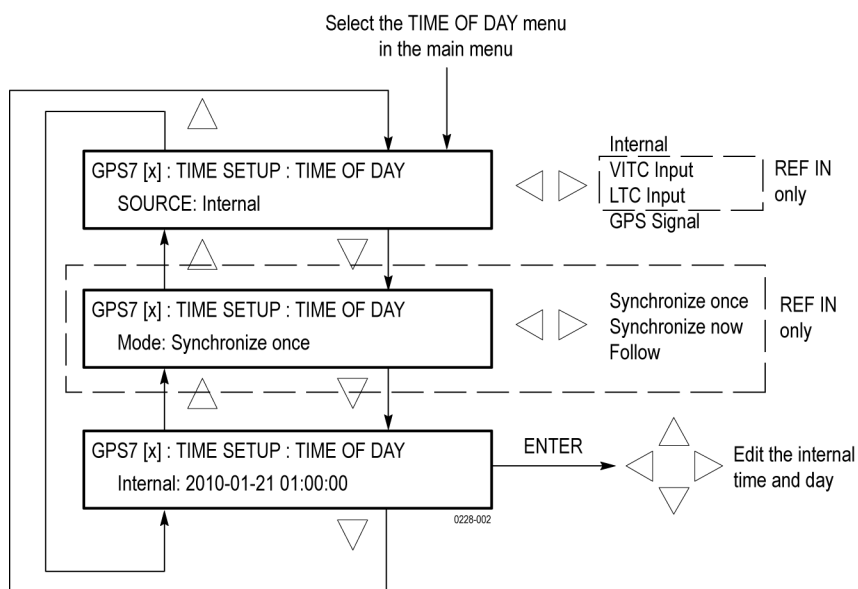 Select the TIME OF DAY menu
in the main menu
GPS7 [x] : TIME SETUP : TIME OF DAY
SOURCE: Internal
Internal
VITC Input
LTC Input
GPS Signal
REF IN
only
GPS7 [x] : TIME SETUP : TIME OF DAY
Mode: Synchronize once
Synchronize once
Synchronize now
Follow
REF IN
only
GPS7 [x] : TIME SETUP : TIME OF DAY
Internal: 2010-01-21 01:00:00
ENTER
Edit the internal
time and day
0228-002